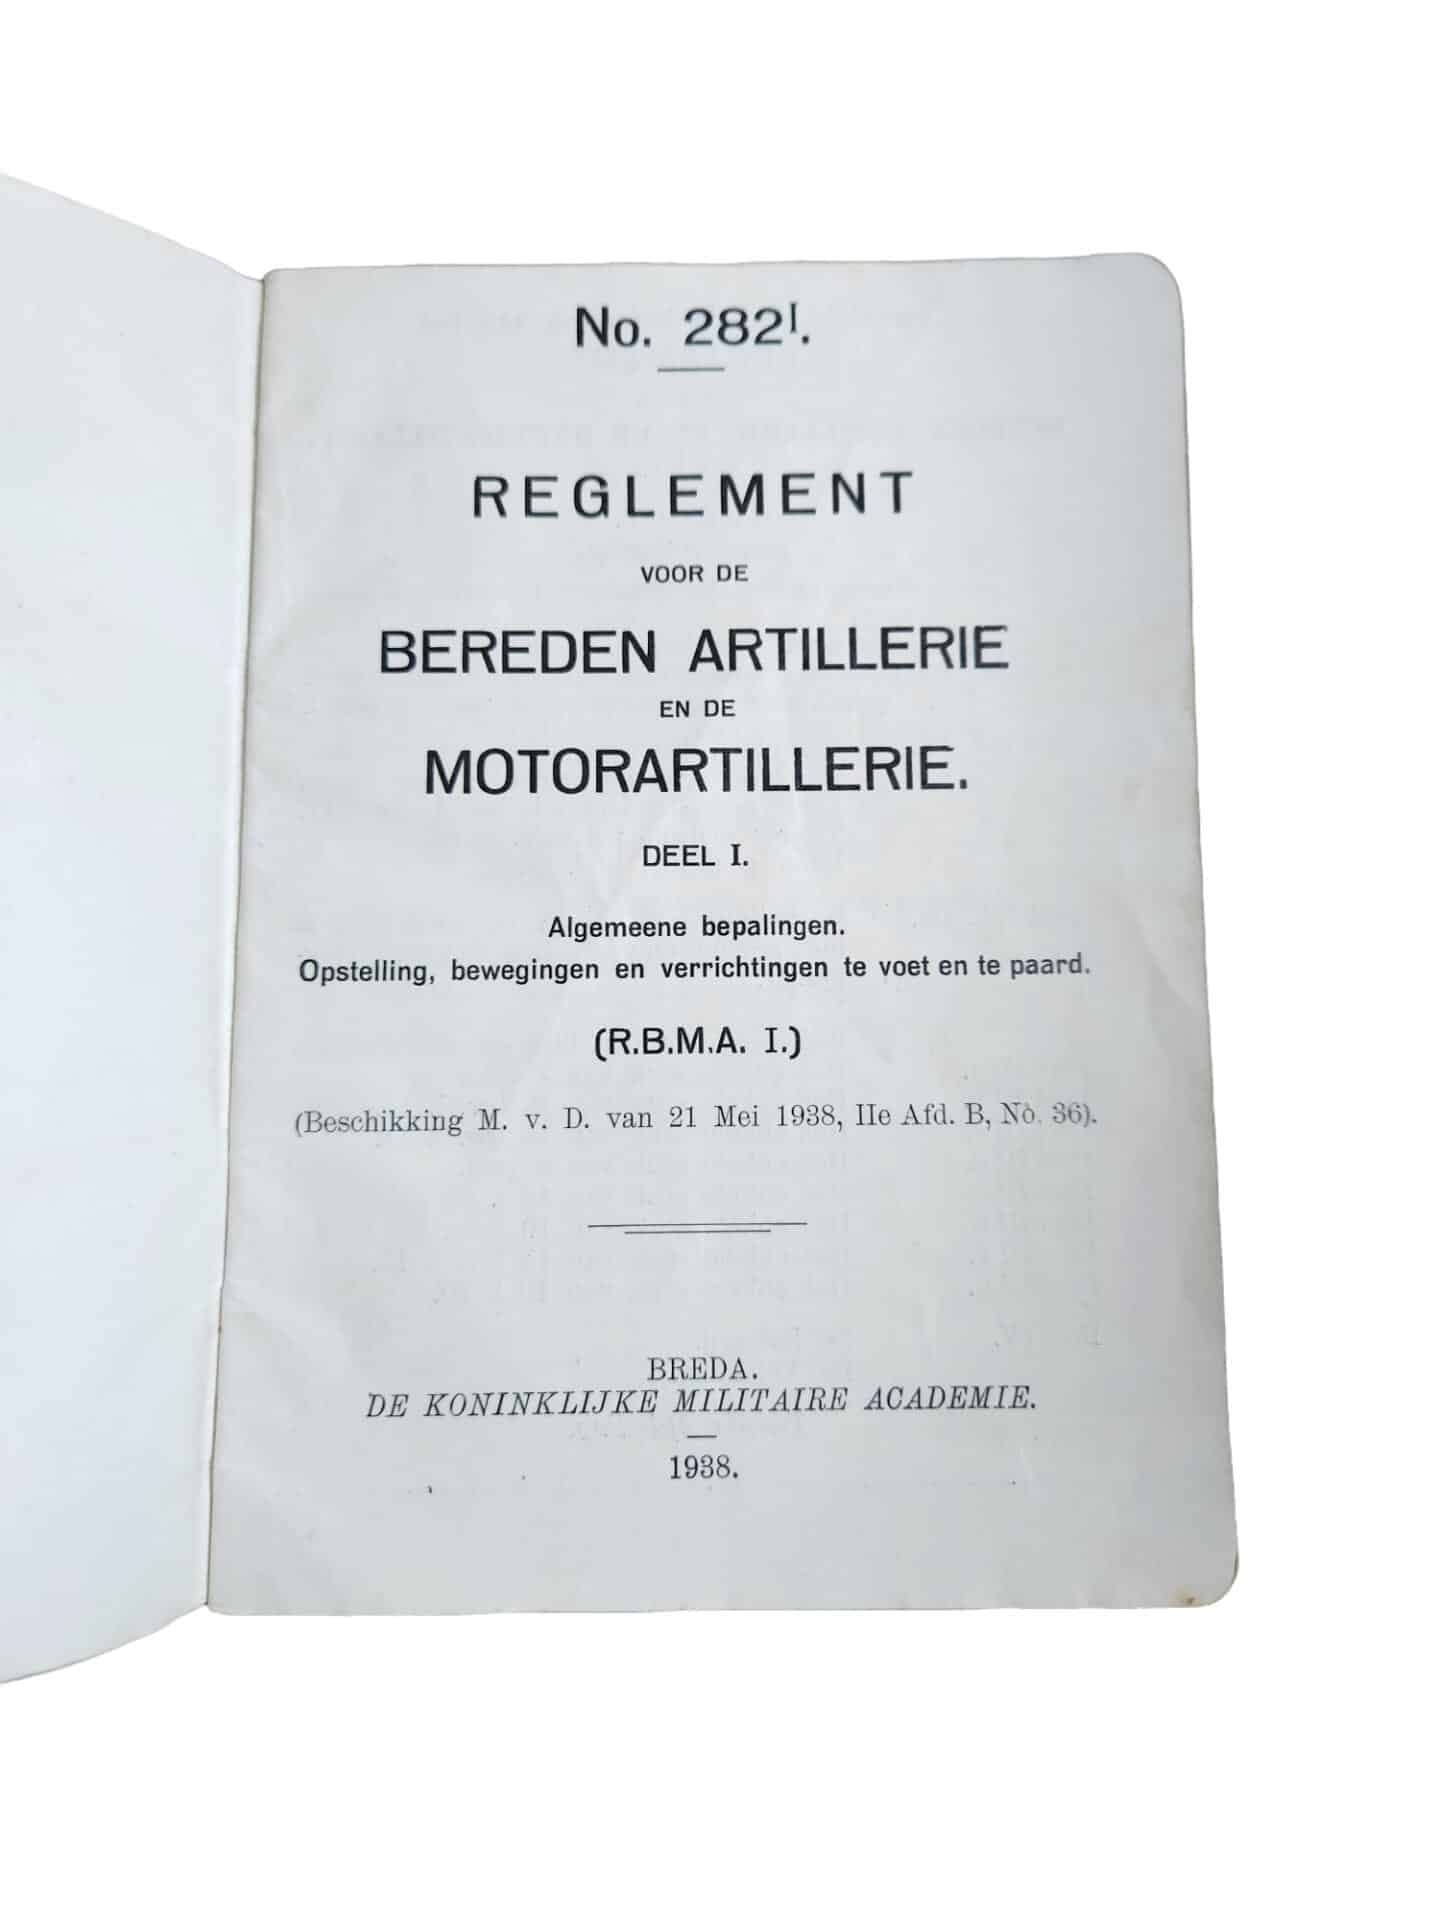 No. 282ᴵ.
REGLEMENT
VOOR DE
BEREDEN ARTILLERIE
EN DE
MOTORARTILLERIE.
DEEL I.
Algemeene bepalingen.
Opstelling, bewegingen en verrichtingen te voet en te paard.
(R.B.M.A. I.)
(Beschikking M. v. D. van 21 Mei 1938, IIe Afd. B, No. 36).
BREDA.
DE KONINKLIJKE MILITAIRE ACADEMIE.
1938.